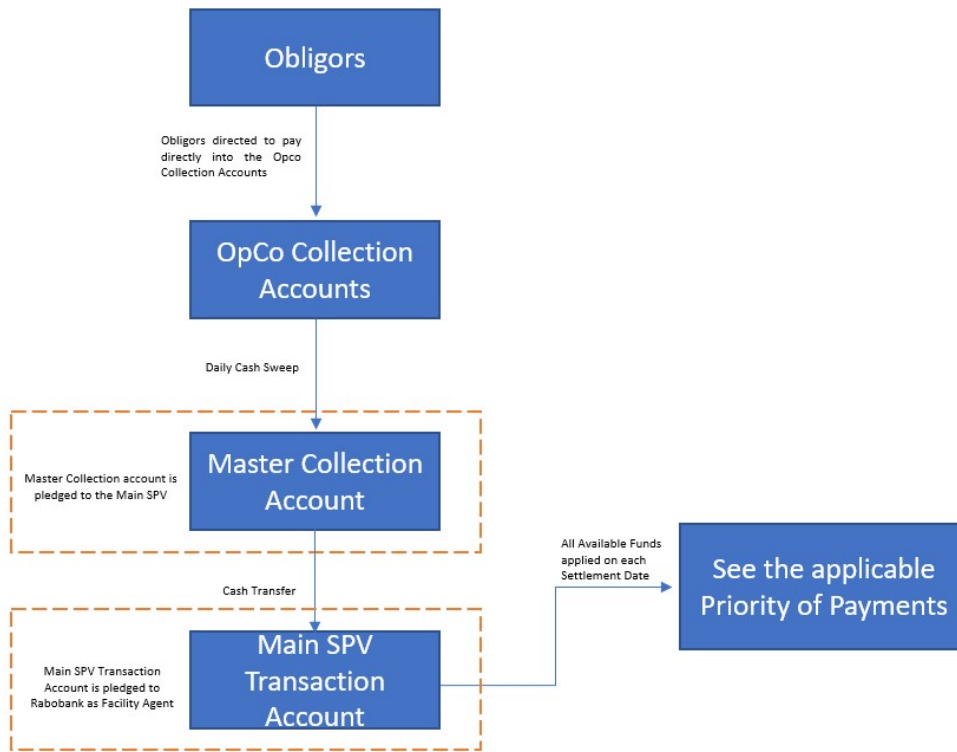 Obligors
Obligors directed to pay
directly into the Opco
Collection Accounts
OpCo Collection
Accounts
Daily Cash Sweep
Master Collection account is
pledged to the Main SPV
Master Collection
Account
Cash Transfer
All Available Funds
applied on each
Settlement Date
See the applicable
Priority of Payments
Main SPV Transaction
Account is pledged to
Rabobank as Facility Agent
Main SPV
Transaction
Account